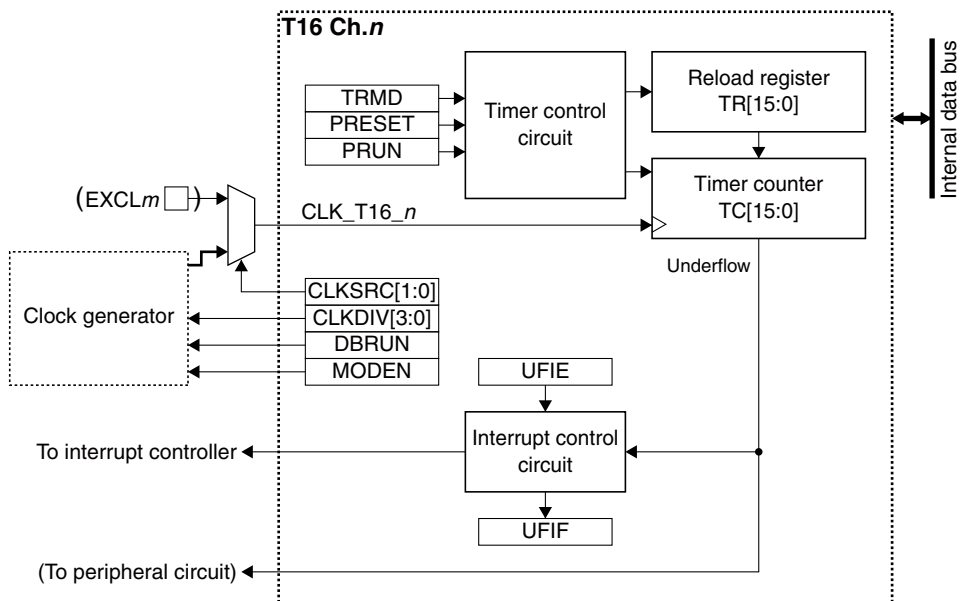 T16 Ch.n
TRMD
PRESET
PRUN
Timer control
circuit
Reload register
TR[15:0]
Timer counter
TC[15:0]
Internal data bus
(EXCLm )
CLK_T16_n
Underflow
Clock generator
CLKSRC[1:0]
CLKDIV[3:0]
DBRUN
MODEN
UFIE
Interrupt control
circuit
UFIF
To interrupt controller
(To peripheral circuit)